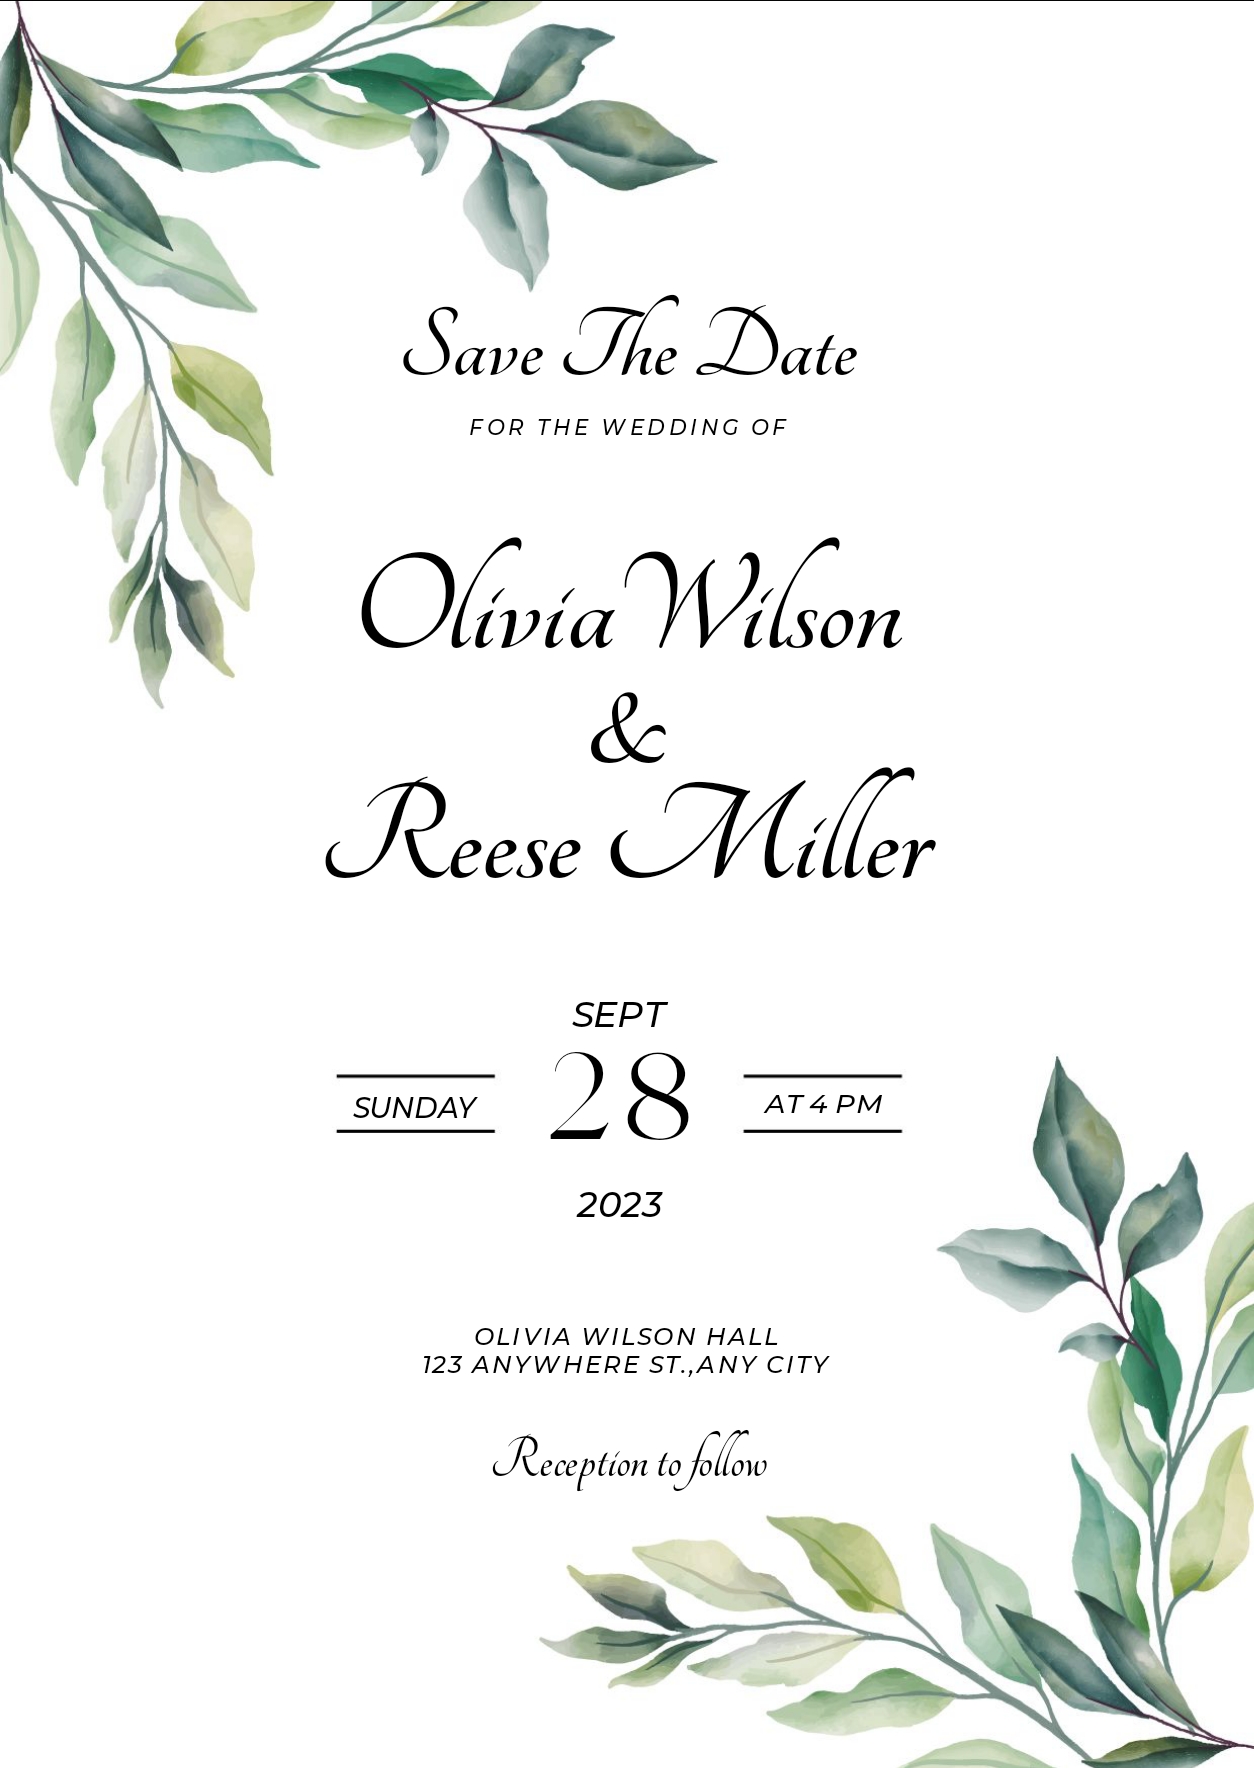 Save The Date
FOR THE WEDDING OF
Olivia Wilson
&
Reese Miller
SEPT
SUNDAY 28 AT 4 PM
2023
OLIVIA WILSON HALL
123 ANYWHERE ST.,ANY CITY
Reception to follow